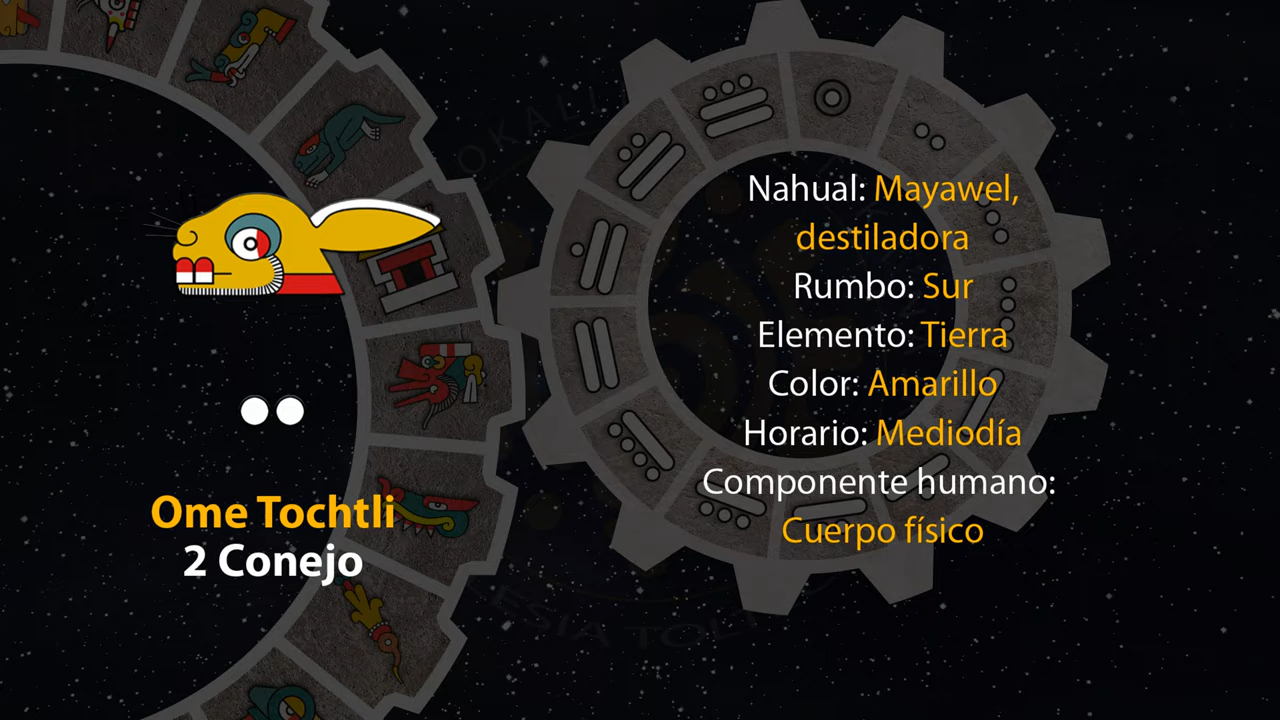 Ome Tochtli
2 Conejo
Nahual: Mayawel,
destiladora
Rumbo: Sur
Elemento: Tierra
Color: Amarillo
Horario: Mediodía
Componente humano:
Cuerpo físico